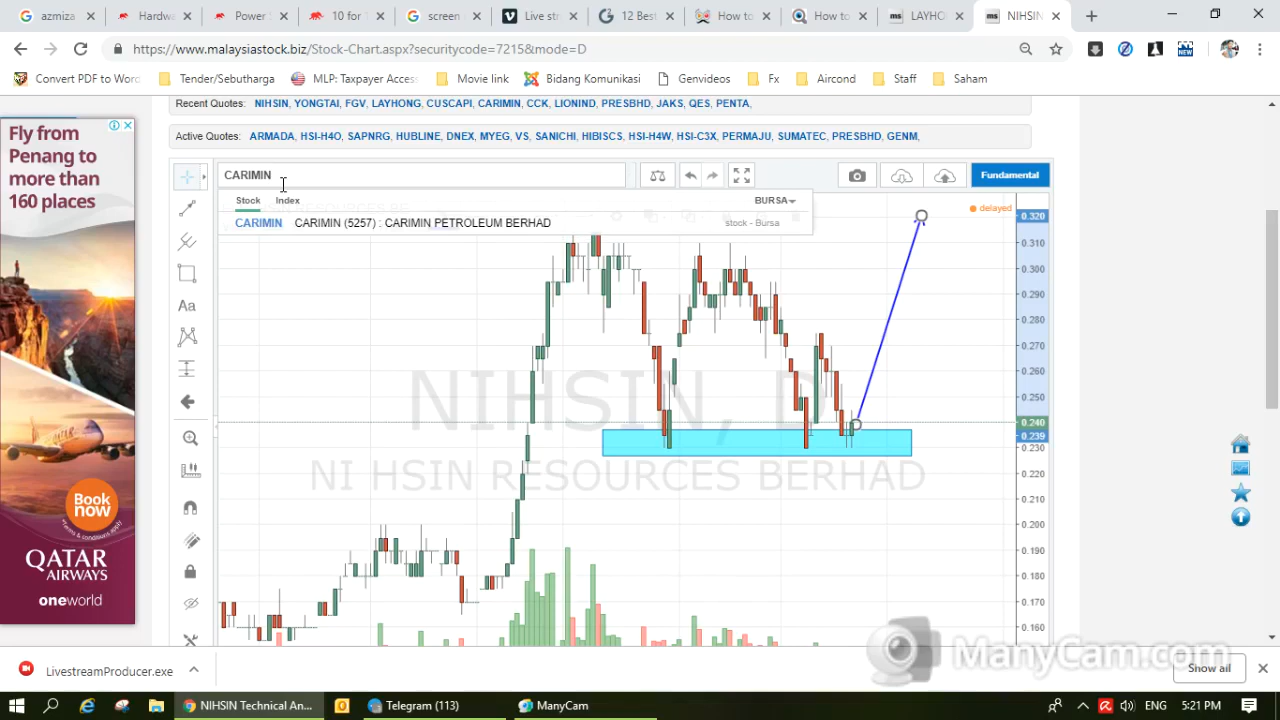 azmiza
Hardwa
Power S
10 for T
screen
Live str
12 Best
How to
How to
LAYHO
NIHSIN
https://www.malaysiastock.biz/Stock-Chart.aspx?securitycode=7215&mode=D
Convert PDF to Word
Tender/Sebutharga
MLP: Taxpayer Access
Movie link
Bidang Komunikasi
Genvideos
Fx
Aircond
Staff
Saham
Recent Quotes: NIHSIN, YONGTAI, FGV, LAYHONG, CUSCAPI, CARIMIN, CCK, LIONIND, PRESBHD, JAKS, QES, PENTA,
Active Quotes: ARMADA, HSI-H4O, SAPNRG, HUBLINE, DNEX, MYEG, VS, SANICHI, HIBISCS, HSI-H4W, HSI-C3X, PERMAJU, SUMATEC, PRESBHD, GENM,
Fly from
Penang to
more than
160 places
Book
now
QATAR
AIRWAYS
oneworld
CARIMIN
Fundamental
Stock
Index
BURSA
CARIMIN
CARIMIN (5257) : CARIMIN PETROLEUM BERHAD
stock - Bursa
delayed
Aa
NIHSIN, D
NI HSIN RESOURCES BERHAD
0.320
0.310
0.300
0.290
0.280
0.270
0.260
0.250
0.240
0.239
0.230
0.220
0.210
0.200
0.190
0.180
0.170
0.160
ManyCam.com
LivestreamProducer.exe
Show all
NIHSIN Technical An...
Telegram (113)
ManyCam
ENG
5:21 PM